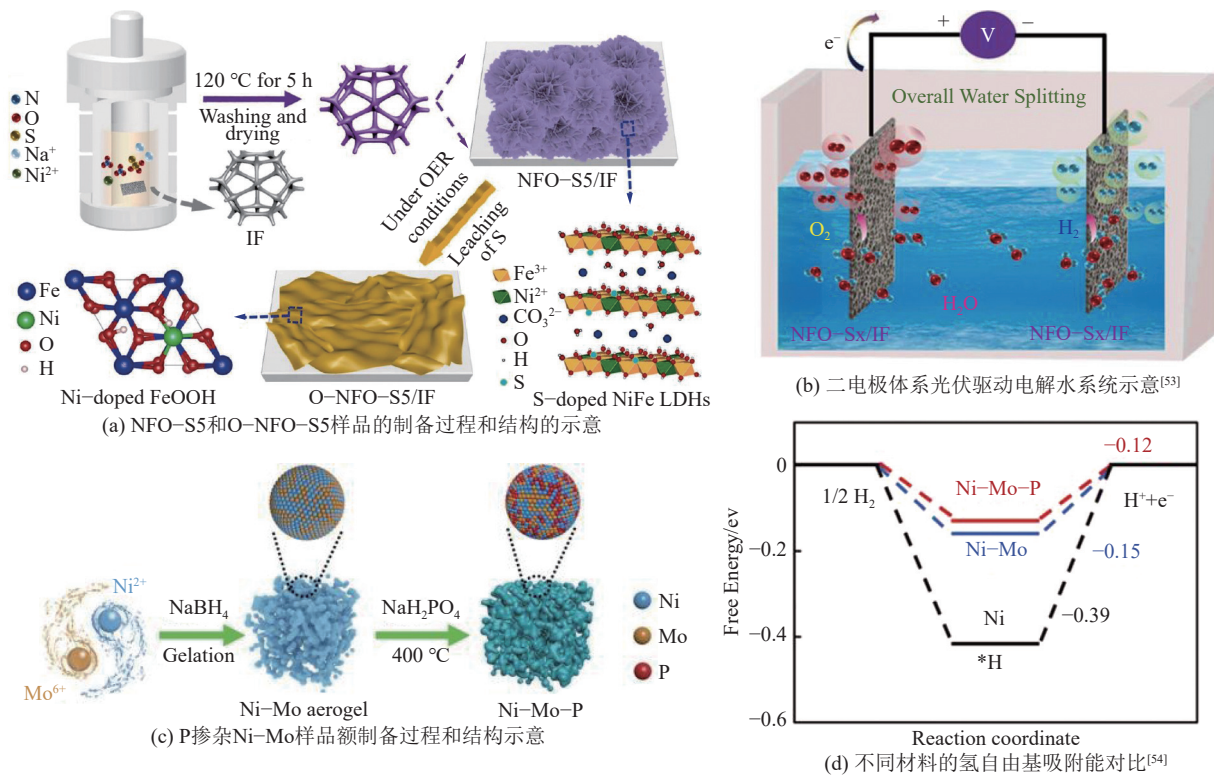 N
O
S
Na⁺
Ni²⁺
120 ℃ for 5 h
Washing and
drying
IF
NFO−S5/IF
Under OER
conditions
Leaching
of S
Fe
Ni
O
H
Ni−doped FeOOH
O−NFO−S5/IF
Fe³⁺
Ni²⁺
CO₃²⁻
O
H
S
S−doped NiFe LDHs
(a) NFO−S5和O−NFO−S5样品的制备过程和结构的示意
e⁻
+
V
−
Overall Water Splitting
O₂
H₂
H₂O
NFO−Sx/IF
NFO−Sx/IF
(b) 二电极体系光伏驱动电解水系统示意[53]
Ni²⁺
Mo⁶⁺
NaBH₄
Gelation
Ni−Mo aerogel
NaH₂PO₄
400 ℃
Ni−Mo−P
Ni
Mo
P
(c) P掺杂Ni−Mo样品额制备过程和结构示意
Free Energy/ev
0
−0.2
−0.4
−0.6
1/2 H₂
Ni−Mo−P
Ni−Mo
Ni
*H
−0.12
H⁺+e⁻
−0.15
−0.39
Reaction coordinate
(d) 不同材料的氢自由基吸附能对比[54]